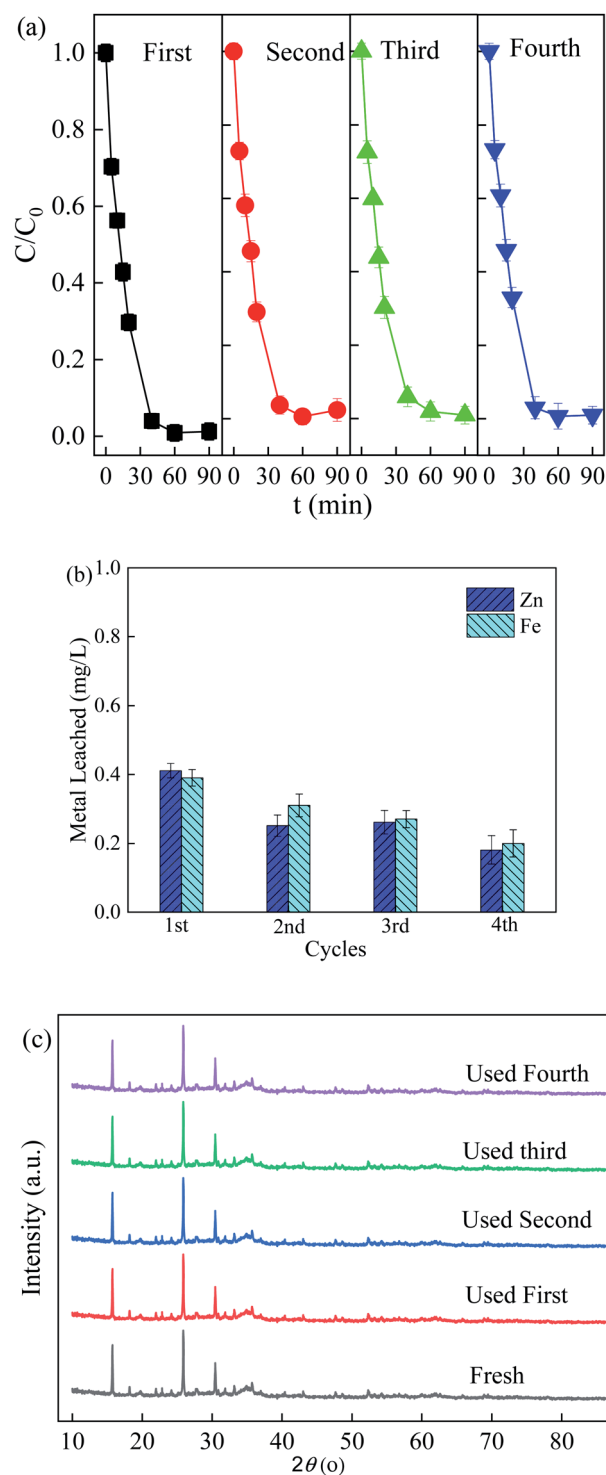 (a)
First
Second
Third
Fourth
1.0
0.8
0.6
0.4
0.2
0.0
C/C0
0 30 60 90 0 30 60 90 0 30 60 90 0 30 60 90
t (min)
(b)
Zn
Fe
1.0
0.8
0.6
0.4
0.2
0.0
Metal Leached (mg/L)
1st 2nd 3rd 4th
Cycles
(c)
Used Fourth
Used third
Used Second
Used First
Fresh
Intensity (a.u.)
10 20 30 40 50 60 70 80
2θ (o)